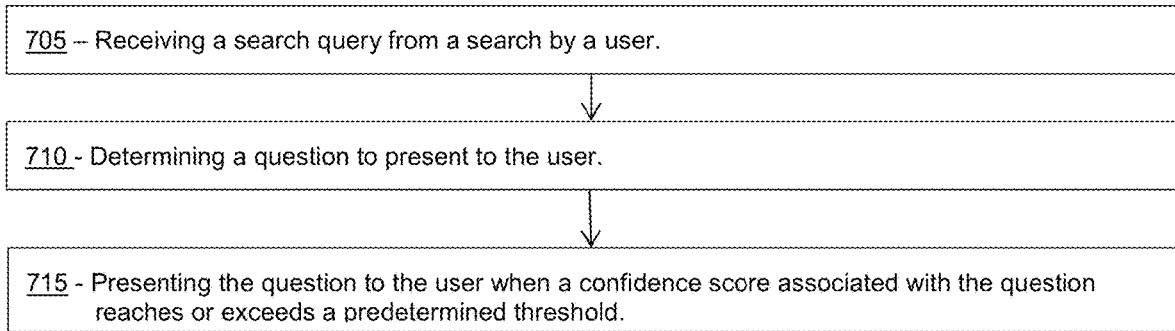 705 – Receiving a search query from a search by a user.
710 - Determining a question to present to the user.
715 - Presenting the question to the user when a confidence score associated with the question
reaches or exceeds a predetermined threshold.